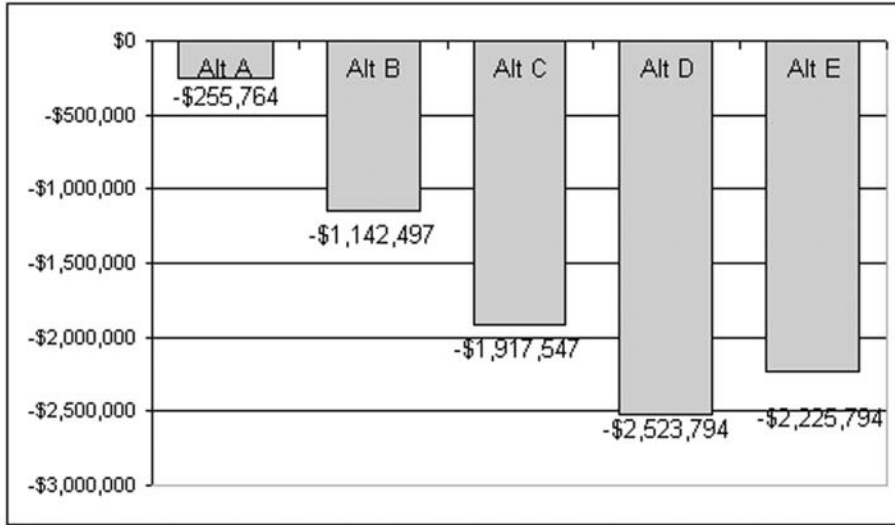 $0
-$500,000
-$1,000,000
-$1,500,000
-$2,000,000
-$2,500,000
-$3,000,000
Alt A
Alt B
Alt C
Alt D
Alt E
-$255,764
-$1,142,497
-$1,917,547
-$2,523,794
-$2,225,794